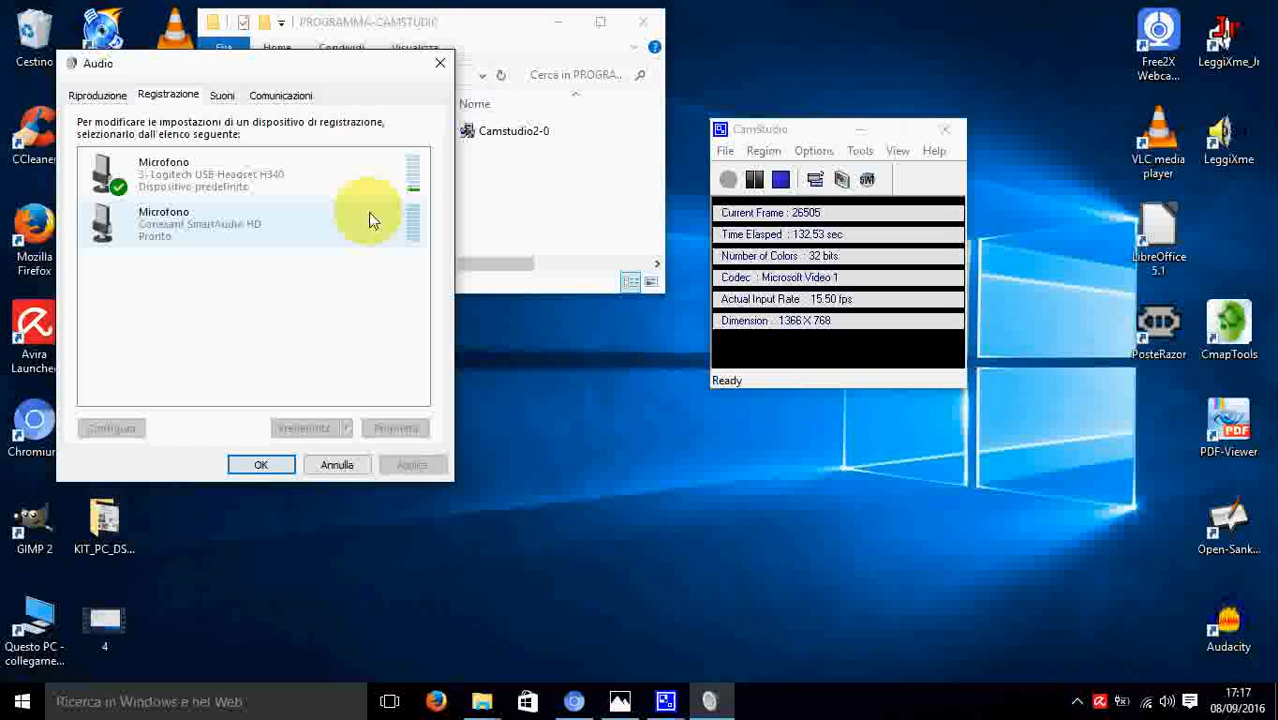 Cestino
CCleaner
Mozilla
Firefox
Avira
Launche...
Chromium
GIMP 2
KIT_PC_DS...
Questo PC -
collegame...
4
PROGRAMMA-CAMSTUDIO
File
Home
Condividi
Visualizza
Cerca in PROGRA...
Nome
Camstudio2-0
Audio
Riproduzione
Registrazione
Suoni
Comunicazioni
Per modificare le impostazioni di un dispositivo di registrazione,
selezionarlo dall'elenco seguente:
Microfono
Logitech USB Headset H340
Dispositivo predefinito
Microfono
Conexant SmartAudio HD
Pronto
Configura
Predefinito
Proprietà
OK
Annulla
Applica
CamStudio
File
Region
Options
Tools
View
Help
Current Frame : 26505
Time Elapsed : 132.53 sec
Number of Colors : 32 bits
Codec : Microsoft Video 1
Actual Input Rate : 15.50 fps
Dimension : 1366 X 768
Ready
Free2X
Webca...
LeggiXme_Jr
VLC media
player
LeggiXme
LibreOffice
5.1
PosteRazor
CmapTools
PDF-Viewer
Open-Sank...
Audacity
Ricerca in Windows e nel Web
17:17
08/09/2016